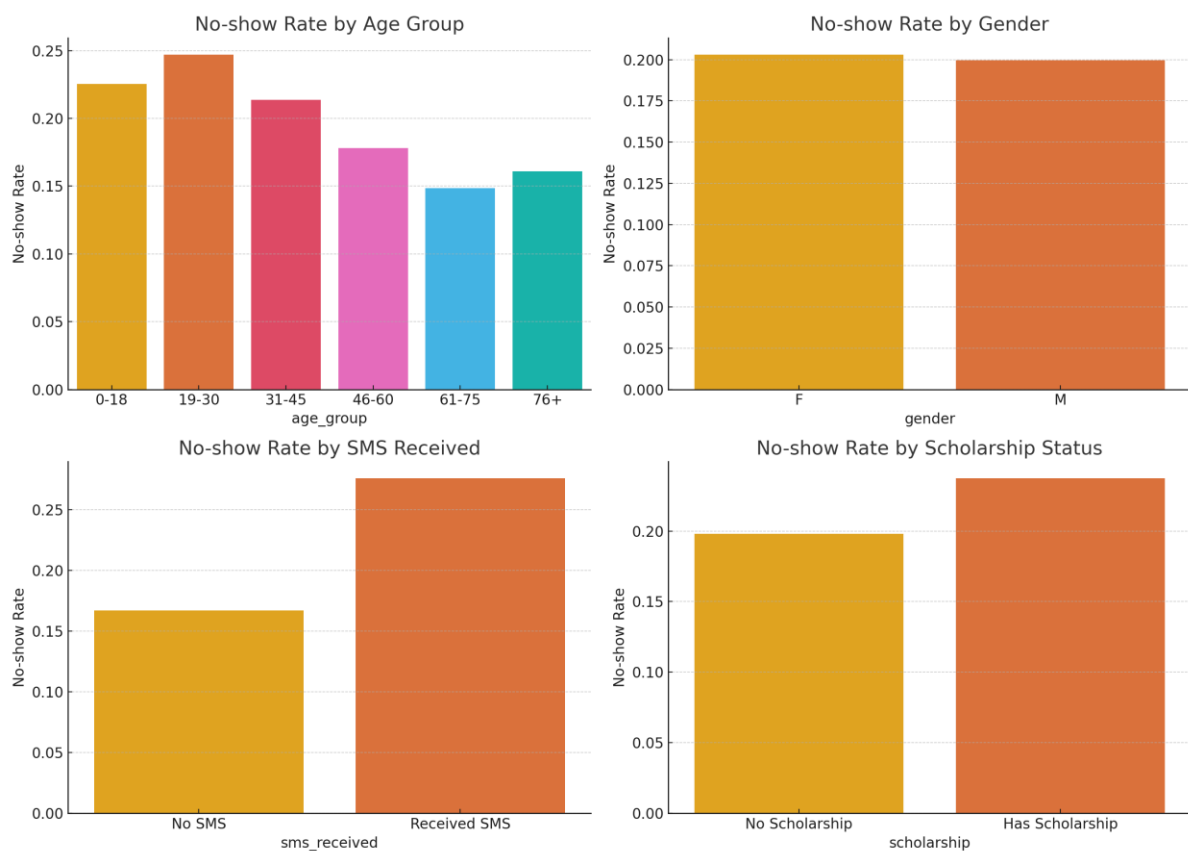 No-show Rate by Age Group
No-show Rate
0.25
0.20
0.15
0.10
0.05
0.00
0-18 19-30 31-45 46-60 61-75 76+
age_group
No-show Rate by Gender
No-show Rate
0.200
0.175
0.150
0.125
0.100
0.075
0.050
0.025
0.000
F M
gender
No-show Rate by SMS Received
No-show Rate
0.25
0.20
0.15
0.10
0.05
0.00
No SMS Received SMS
sms_received
No-show Rate by Scholarship Status
No-show Rate
0.20
0.15
0.10
0.05
0.00
No Scholarship Has Scholarship
scholarship